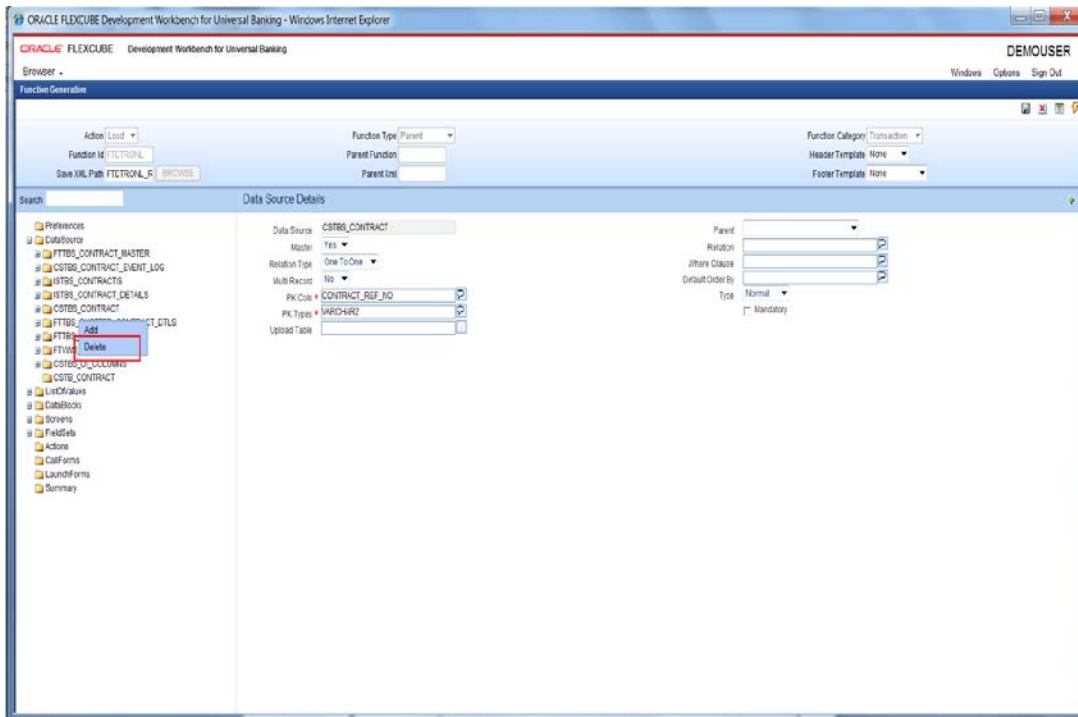 ORACLE FLEXCUBE Development Workbench for Universal Banking - Windows Internet Explorer
ORACLE FLEXCUBE Development Workbench for Universal Banking
DEMOUSER
Browser
Windows Options Sign Out
Function Generation
Action Load
Function Type Parent
Function Category Transaction
Function Id FTCTRONL
Parent Function
Header Template None
Save XML Path FTCTRONL_R BROWSE
Parent Xml
Footer Template None
Search
Data Source Details
Preferences
DataSource
FTTBS_CONTRACT_MASTER
CSTBS_CONTRACT_EVENT_LOG
ISTBS_CONTRACTIS
ISTBS_CONTRACT_DETAILS
CSTBS_CONTRACT
CSTBS_UI_COLUMNS
CSTB_CONTRACT
ListOfValues
DataBlocks
Screens
FieldSets
Actions
CallForms
LaunchForms
Summary
Add
Delete
Data Source CSTBS_CONTRACT
Master Yes
Relation Type One To One
Multi Record No
PK Cols * CONTRACT_REF_NO
PK Types * VARCHAR2
Upload Table
Parent
Relation
Where Clause
Default Order By
Type Normal
Mandatory